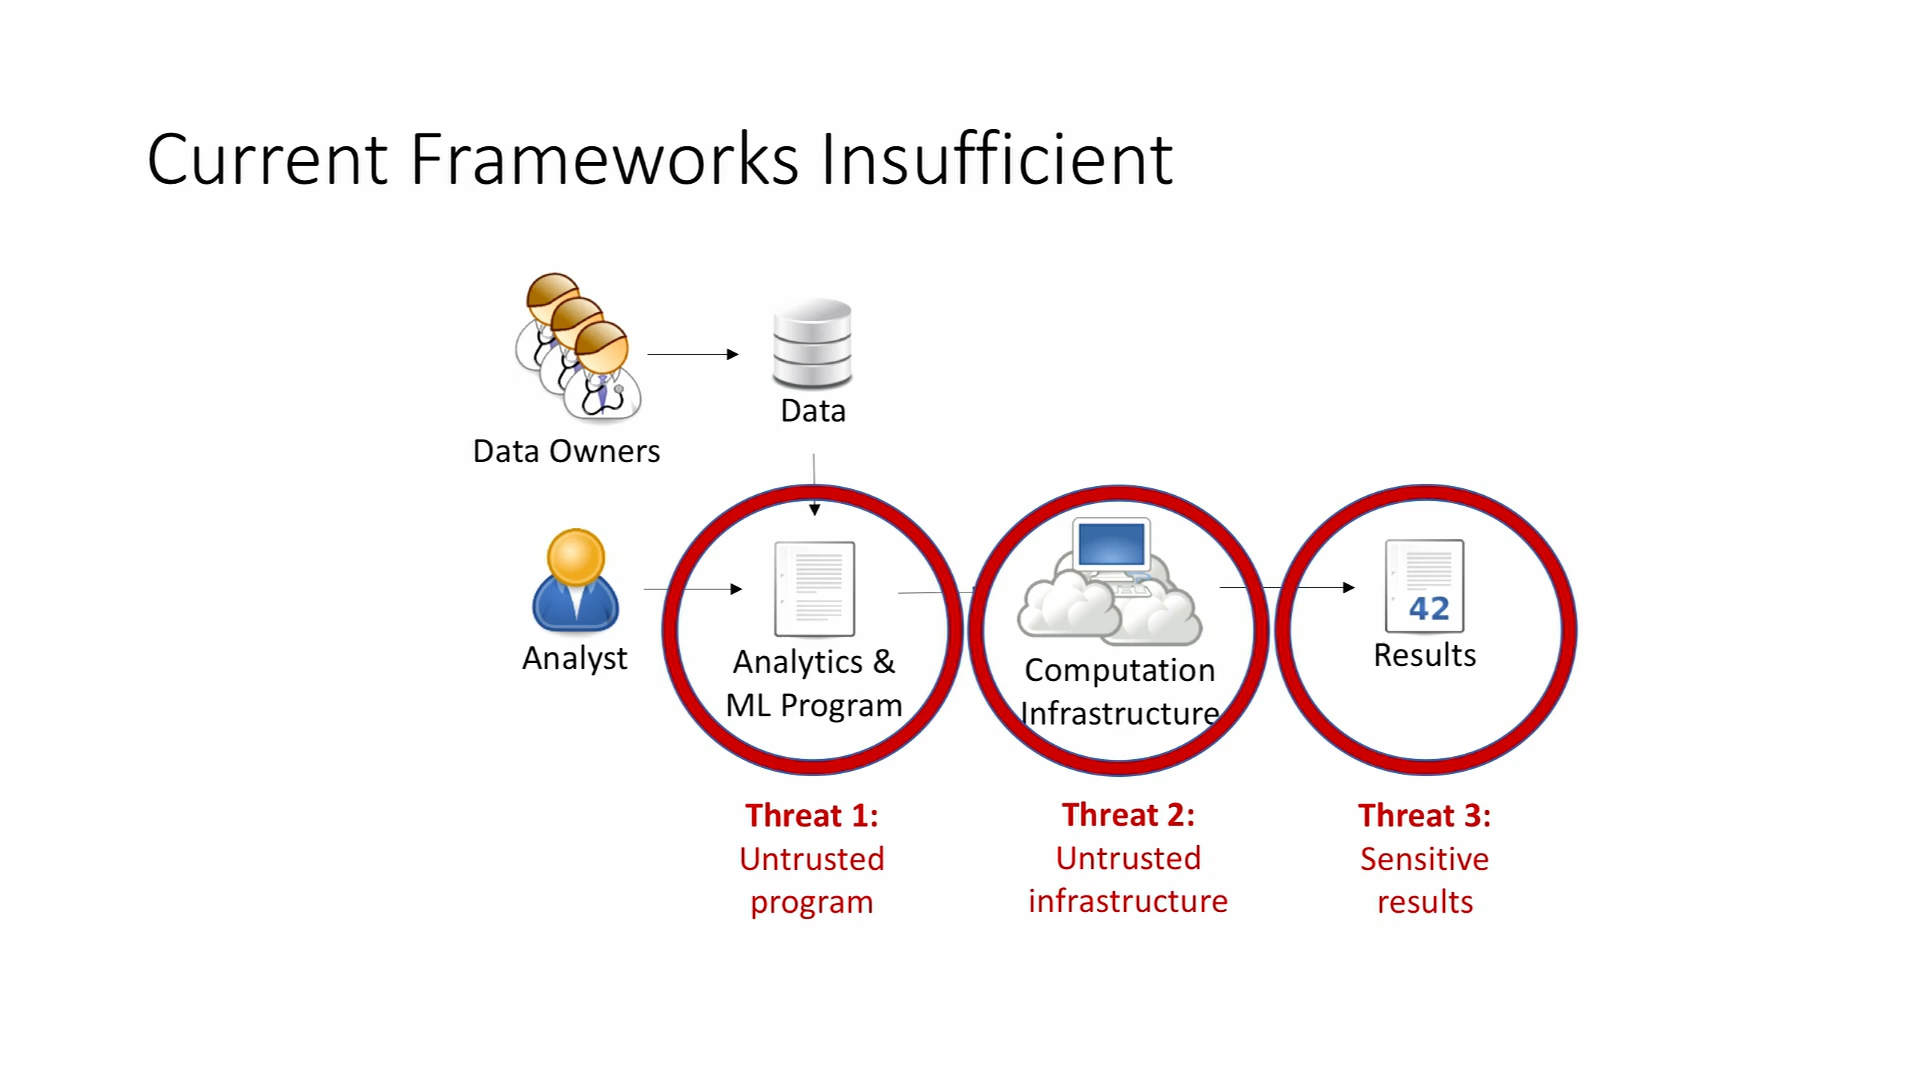 Current Frameworks Insufficient
Data
Data Owners
Analyst
Analytics &
ML Program
Computation
Infrastructure
42
Results
Threat 1:
Untrusted
program
Threat 2:
Untrusted
infrastructure
Threat 3:
Sensitive
results